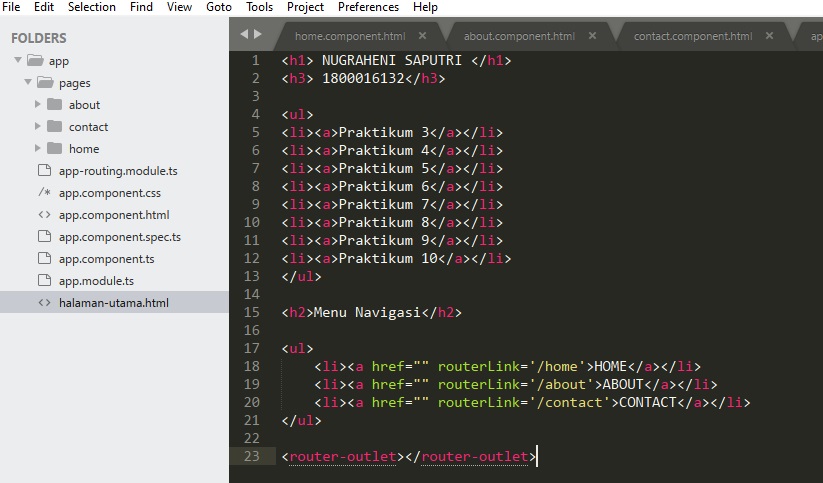 File Edit Selection Find View Goto Tools Project Preferences Help
FOLDERS
app
pages
about
contact
home
app-routing.module.ts
/* app.component.css
<> app.component.html
app.component.spec.ts
app.component.ts
app.module.ts
<> halaman-utama.html
home.component.html × about.component.html × contact.component.html × ap
1 <h1> NUGRAHENI SAPUTRI </h1>
2 <h3> 1800016132</h3>
3
4 <ul>
5 <li><a>Praktikum 3</a></li>
6 <li><a>Praktikum 4</a></li>
7 <li><a>Praktikum 5</a></li>
8 <li><a>Praktikum 6</a></li>
9 <li><a>Praktikum 7</a></li>
10 <li><a>Praktikum 8</a></li>
11 <li><a>Praktikum 9</a></li>
12 <li><a>Praktikum 10</a></li>
13 </ul>
14
15 <h2>Menu Navigasi</h2>
16
17 <ul>
18     <li><a href="" routerLink='/home'>HOME</a></li>
19     <li><a href="" routerLink='/about'>ABOUT</a></li>
20     <li><a href="" routerLink='/contact'>CONTACT</a></li>
21 </ul>
22
23 <router-outlet></router-outlet>